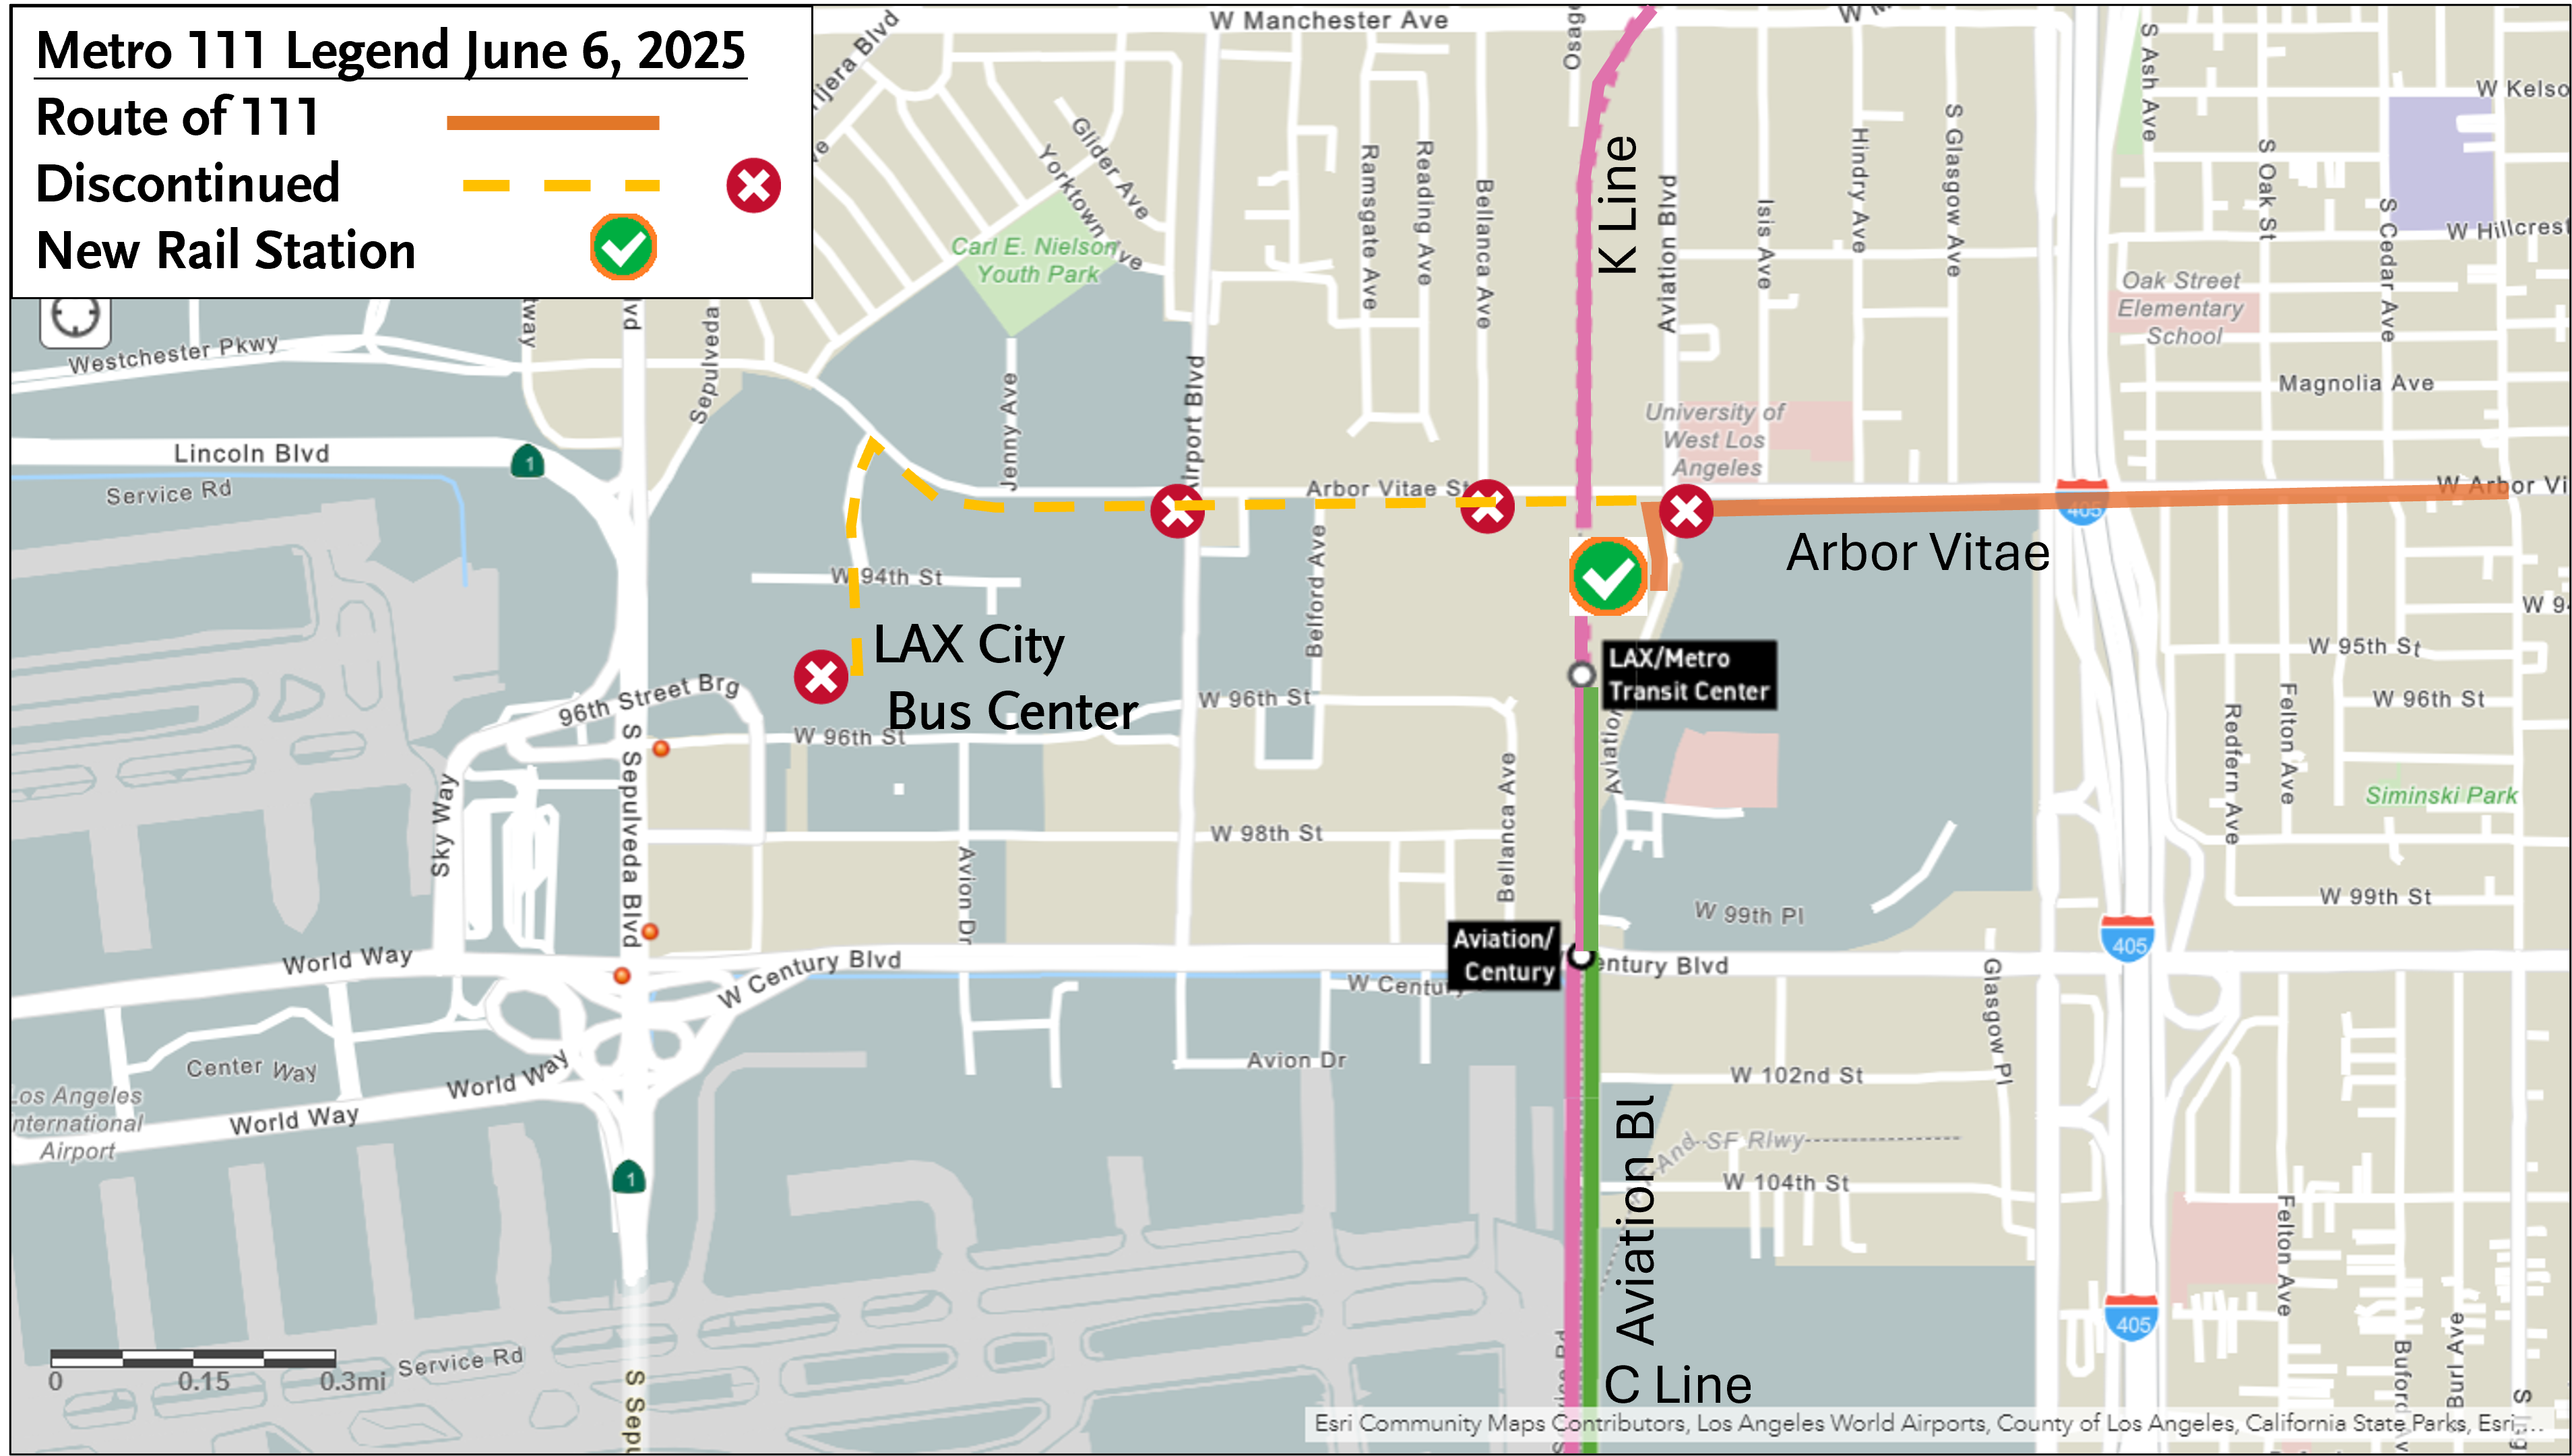 Metro 111 Legend June 6, 2025
Route of 111
Discontinued
New Rail Station
W Manchester Ave
Glider Ave
Yorktown Ave
Carl E. Nielson
Youth Park
Ramsgate Ave
Reading Ave
Bellanca Ave
K Line
Aviation Blvd
Isis Ave
Hindry Ave
S Glasgow Ave
S Ash Ave
S Oak St
S Cedar Ave
W Kelso
W Hillcrest
Oak Street
Elementary
School
Magnolia Ave
University of
West Los
Angeles
Westchester Pkwy
Sepulveda
Lincoln Blvd
1
Service Rd
Jenny Ave
Airport Blvd
Arbor Vitae St
W Arbor Vi
405
Arbor Vitae
Belford Ave
W 94th St
LAX City
Bus Center
LAX/Metro
Transit Center
W 95th St
W 96th St
Felton Ave
Redfern Ave
Siminski Park
W 99th St
96th Street Brg
W 96th St
W 96th St
Aviation
Sky Way
S Sepulveda Blvd
W 98th St
Avion Dr
Bellanca Ave
W 99th Pl
405
World Way
W Century Blvd
Aviation/
Century
entury Blvd
W Centur
Glasgow Pl
Center Way
World Way
World Way
Los Angeles
International
Airport
Avion Dr
W 102nd St
And SF Rlwy
W 104th St
Aviation Bl
1
Felton Ave
405
Buford
Burl Ave
C Line
0 0.15 0.3mi
Service Rd
S Sepu
Esri Community Maps Contributors, Los Angeles World Airports, County of Los Angeles, California State Parks, Esri,...